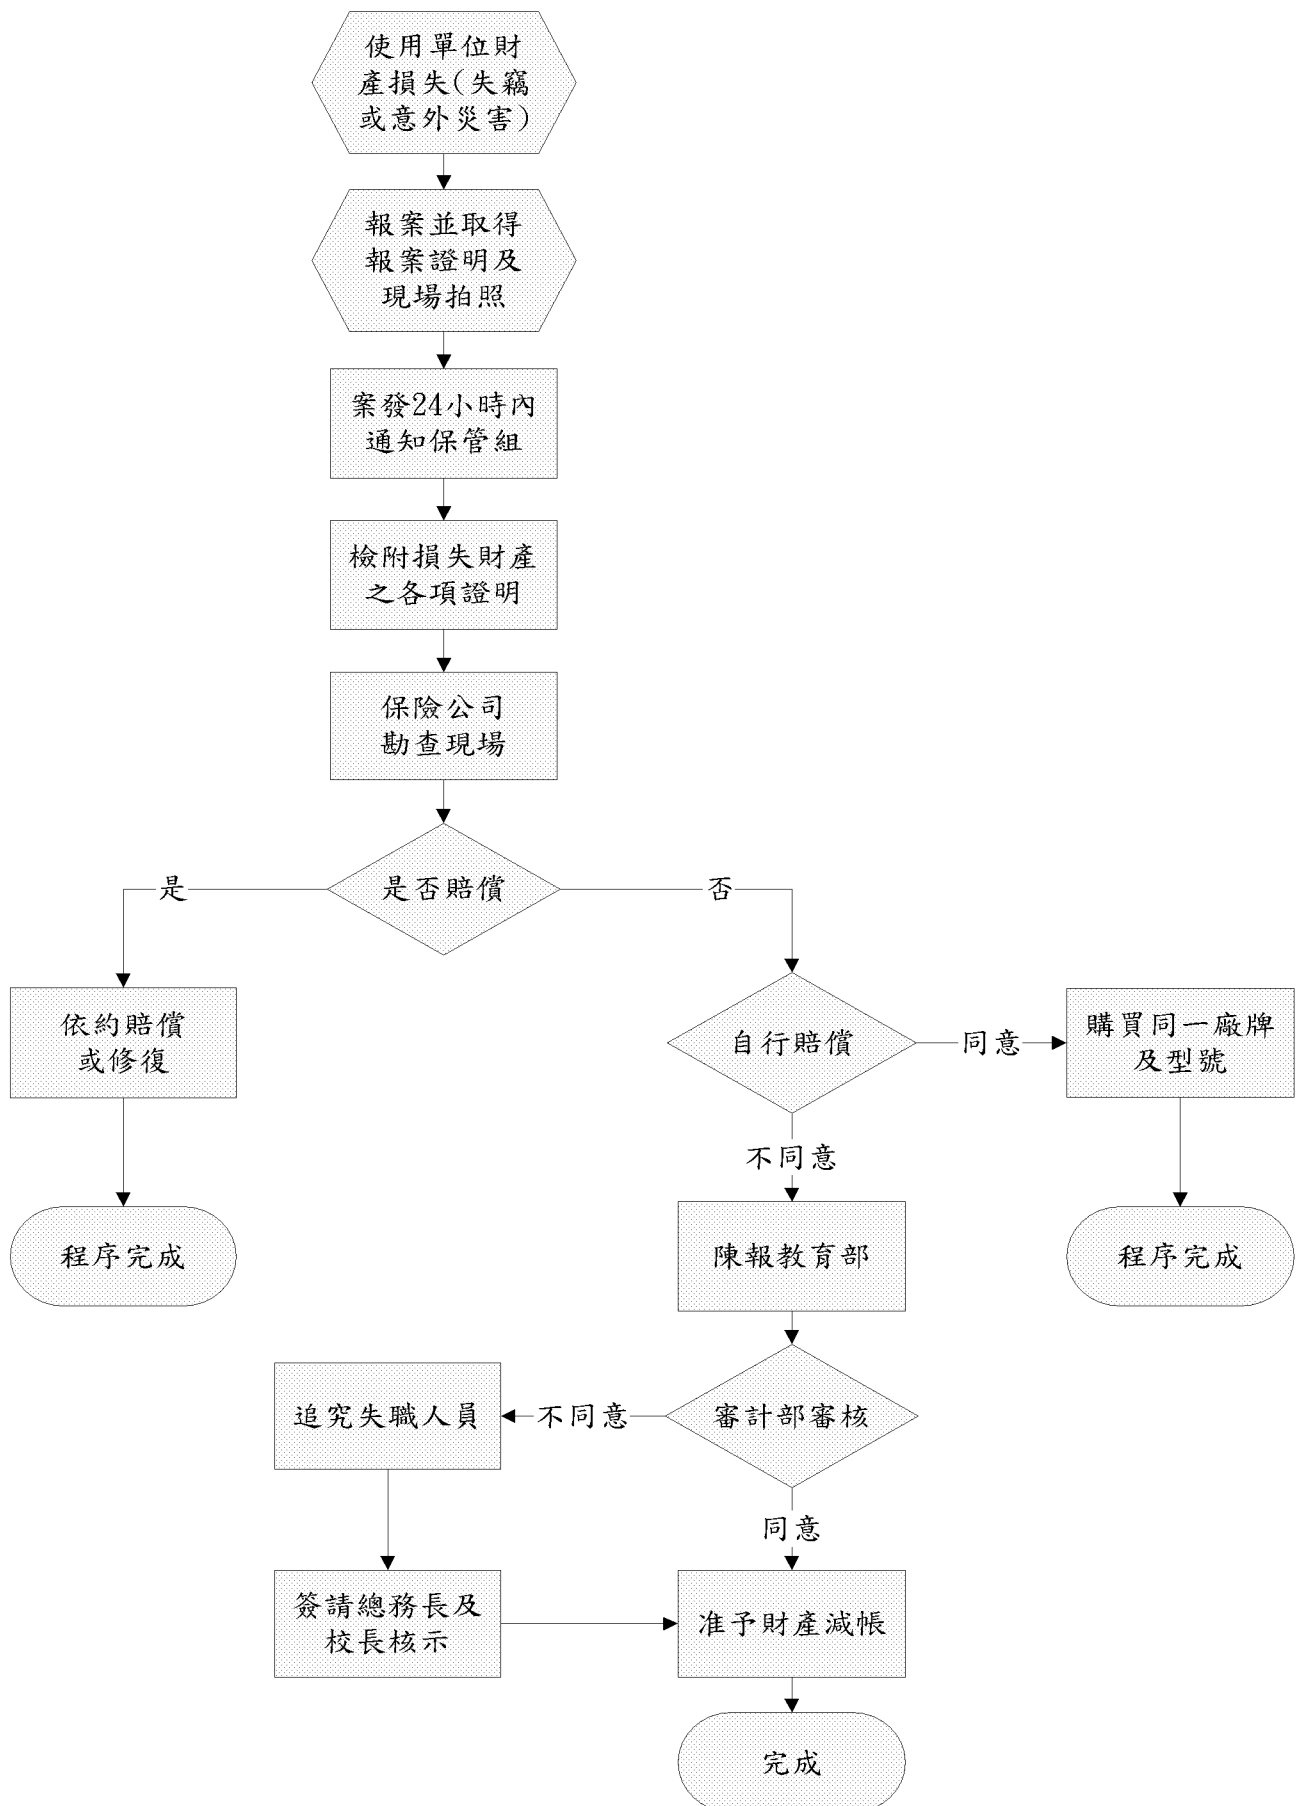 使用單位財
產損失(失竊
或意外災害)
報案並取得
報案證明及
現場拍照
案發24小時內
通知保管組
檢附損失財產
之各項證明
保險公司
勘查現場
是
是否賠償
否
依約賠償
或修復
自行賠償
同意
購買同一廠牌
及型號
不同意
程序完成
陳報教育部
程序完成
追究失職人員
不同意
審計部審核
同意
簽請總務長及
校長核示
准予財產減帳
完成